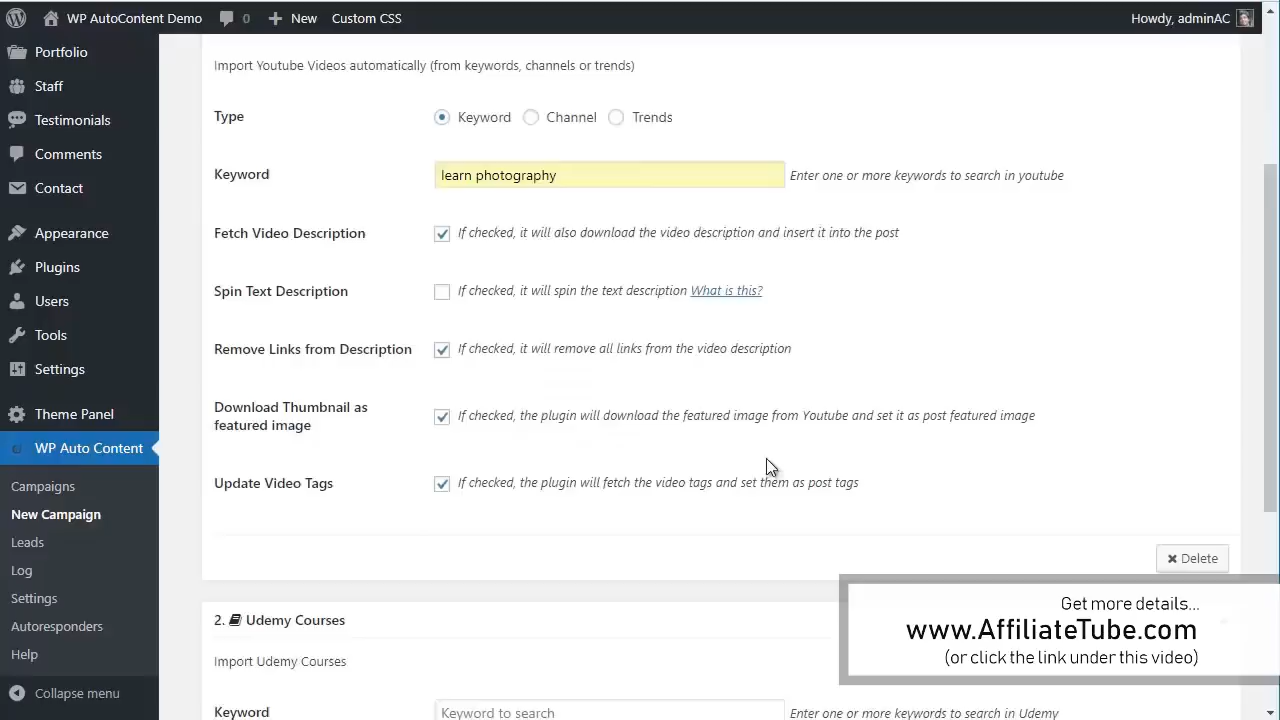 WP AutoContent Demo 0 New Custom CSS Howdy, adminAC
Portfolio
Staff
Testimonials
Comments
Contact
Appearance
Plugins
Users
Tools
Settings
Theme Panel
WP Auto Content
Campaigns
New Campaign
Leads
Log
Settings
Autoresponders
Help
Collapse menu
Import Youtube Videos automatically (from keywords, channels or trends)
Type Keyword Channel Trends
Keyword learn photography Enter one or more keywords to search in youtube
Fetch Video Description If checked, it will also download the video description and insert it into the post
Spin Text Description If checked, it will spin the text description What is this?
Remove Links from Description If checked, it will remove all links from the video description
Download Thumbnail as
featured image If checked, the plugin will download the featured image from Youtube and set it as post featured image
Update Video Tags If checked, the plugin will fetch the video tags and set them as post tags
Delete
2. Udemy Courses
Import Udemy Courses
Keyword Keyword to search Enter one or more keywords to search in Udemy
Get more details...
www.AffiliateTube.com
(or click the link under this video)